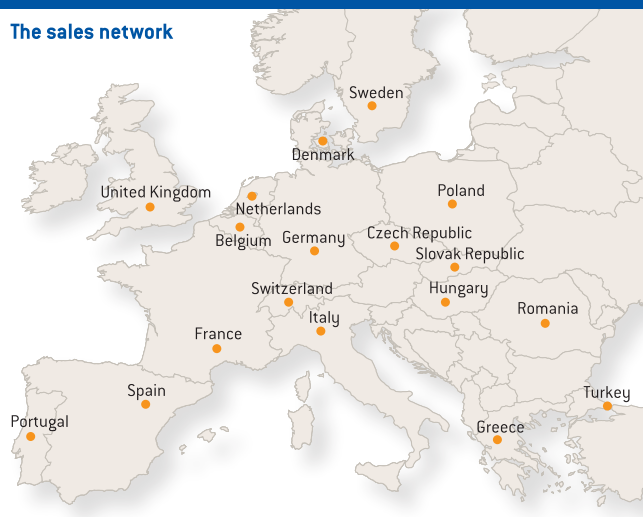 The sales network
Sweden
Denmark
United Kingdom
Poland
Netherlands
Belgium
Germany
Czech Republic
Slovak Republic
Switzerland
Hungary
Italy
Romania
France
Spain
Turkey
Portugal
Greece